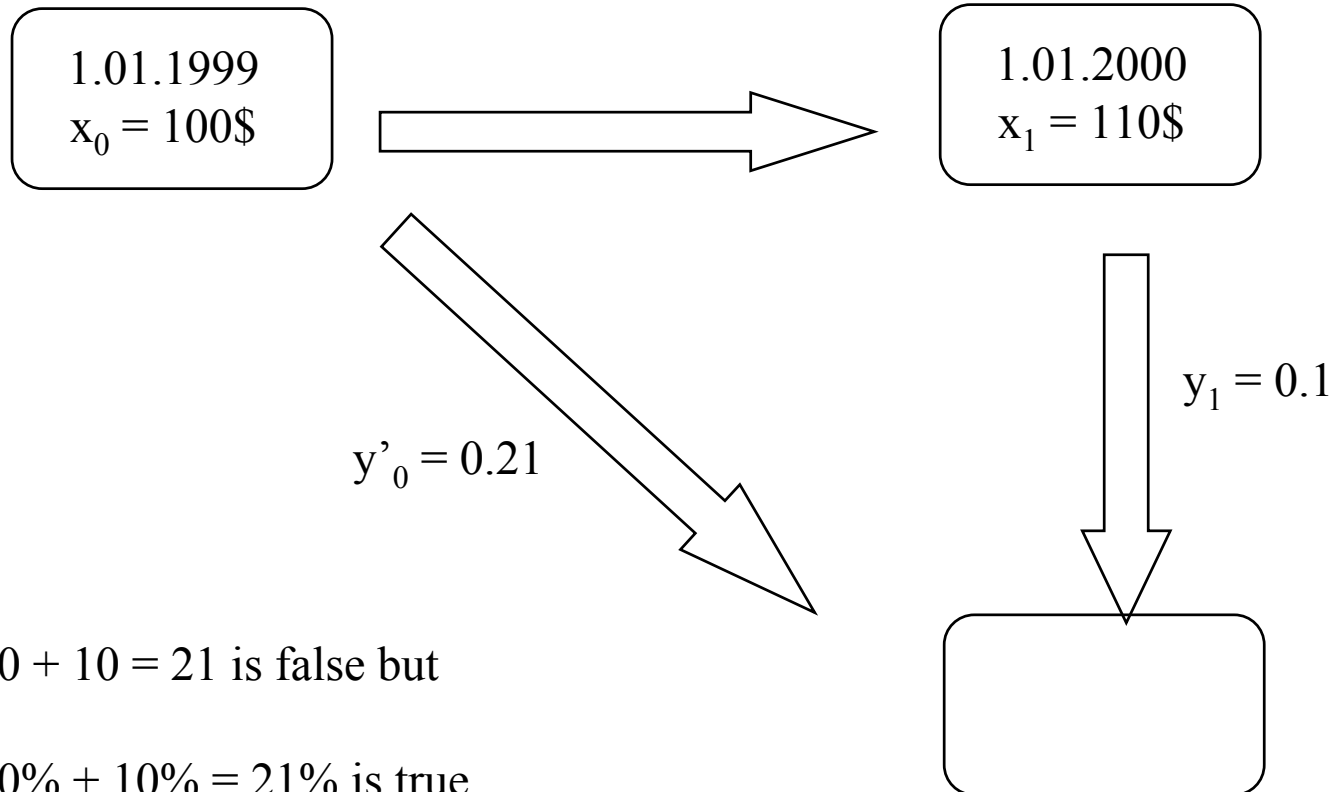 1.01.1999
x₀ = 100$
1.01.2000
x₁ = 110$
y₁ = 0.1
y’₀ = 0.21
0 + 10 = 21 is false but
0% + 10% = 21% is true